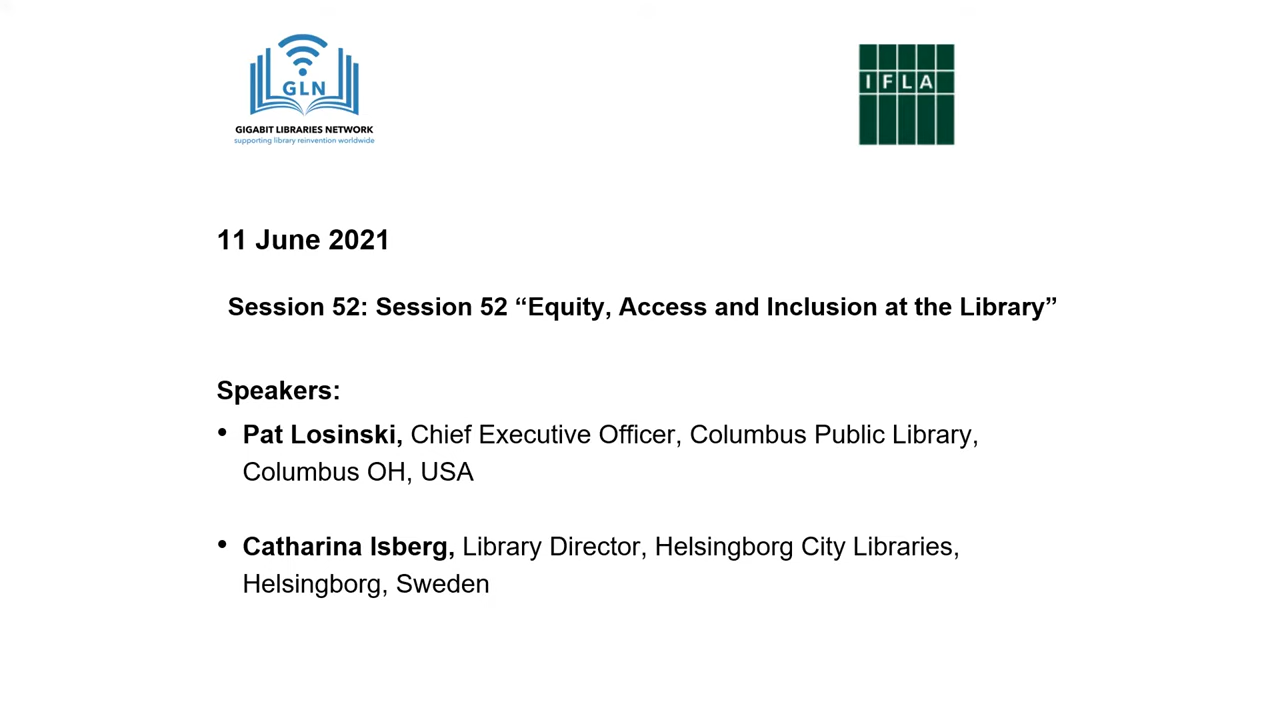 GLN
GIGABIT LIBRARIES NETWORK
supporting library reinvention worldwide
IFLA
11 June 2021
Session 52: Session 52 “Equity, Access and Inclusion at the Library”
Speakers:
• Pat Losinski, Chief Executive Officer, Columbus Public Library,
Columbus OH, USA
• Catharina Isberg, Library Director, Helsingborg City Libraries,
Helsingborg, Sweden